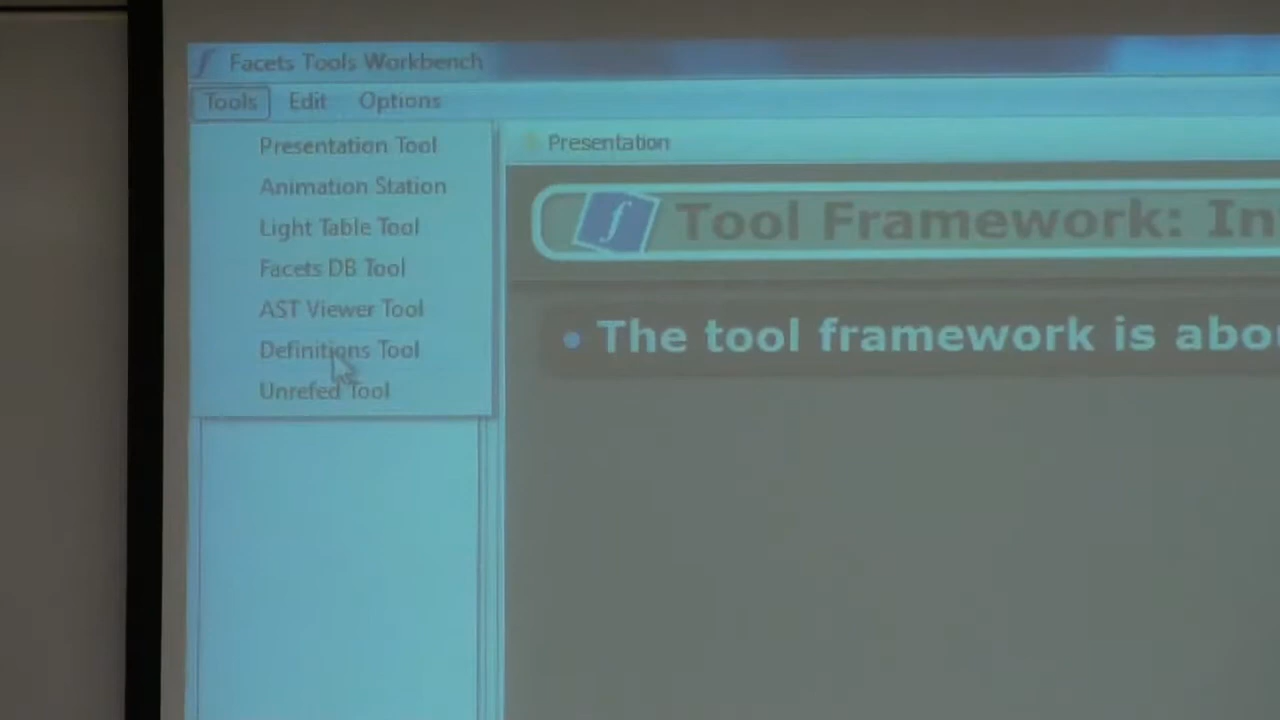 Facets Tools Workbench
Tools Edit Options
Presentation Tool
Animation Station
Light Table Tool
Facets DB Tool
AST Viewer Tool
Definitions Tool
Unrefed Tool
Presentation
f Tool Framework: In
• The tool framework is abo